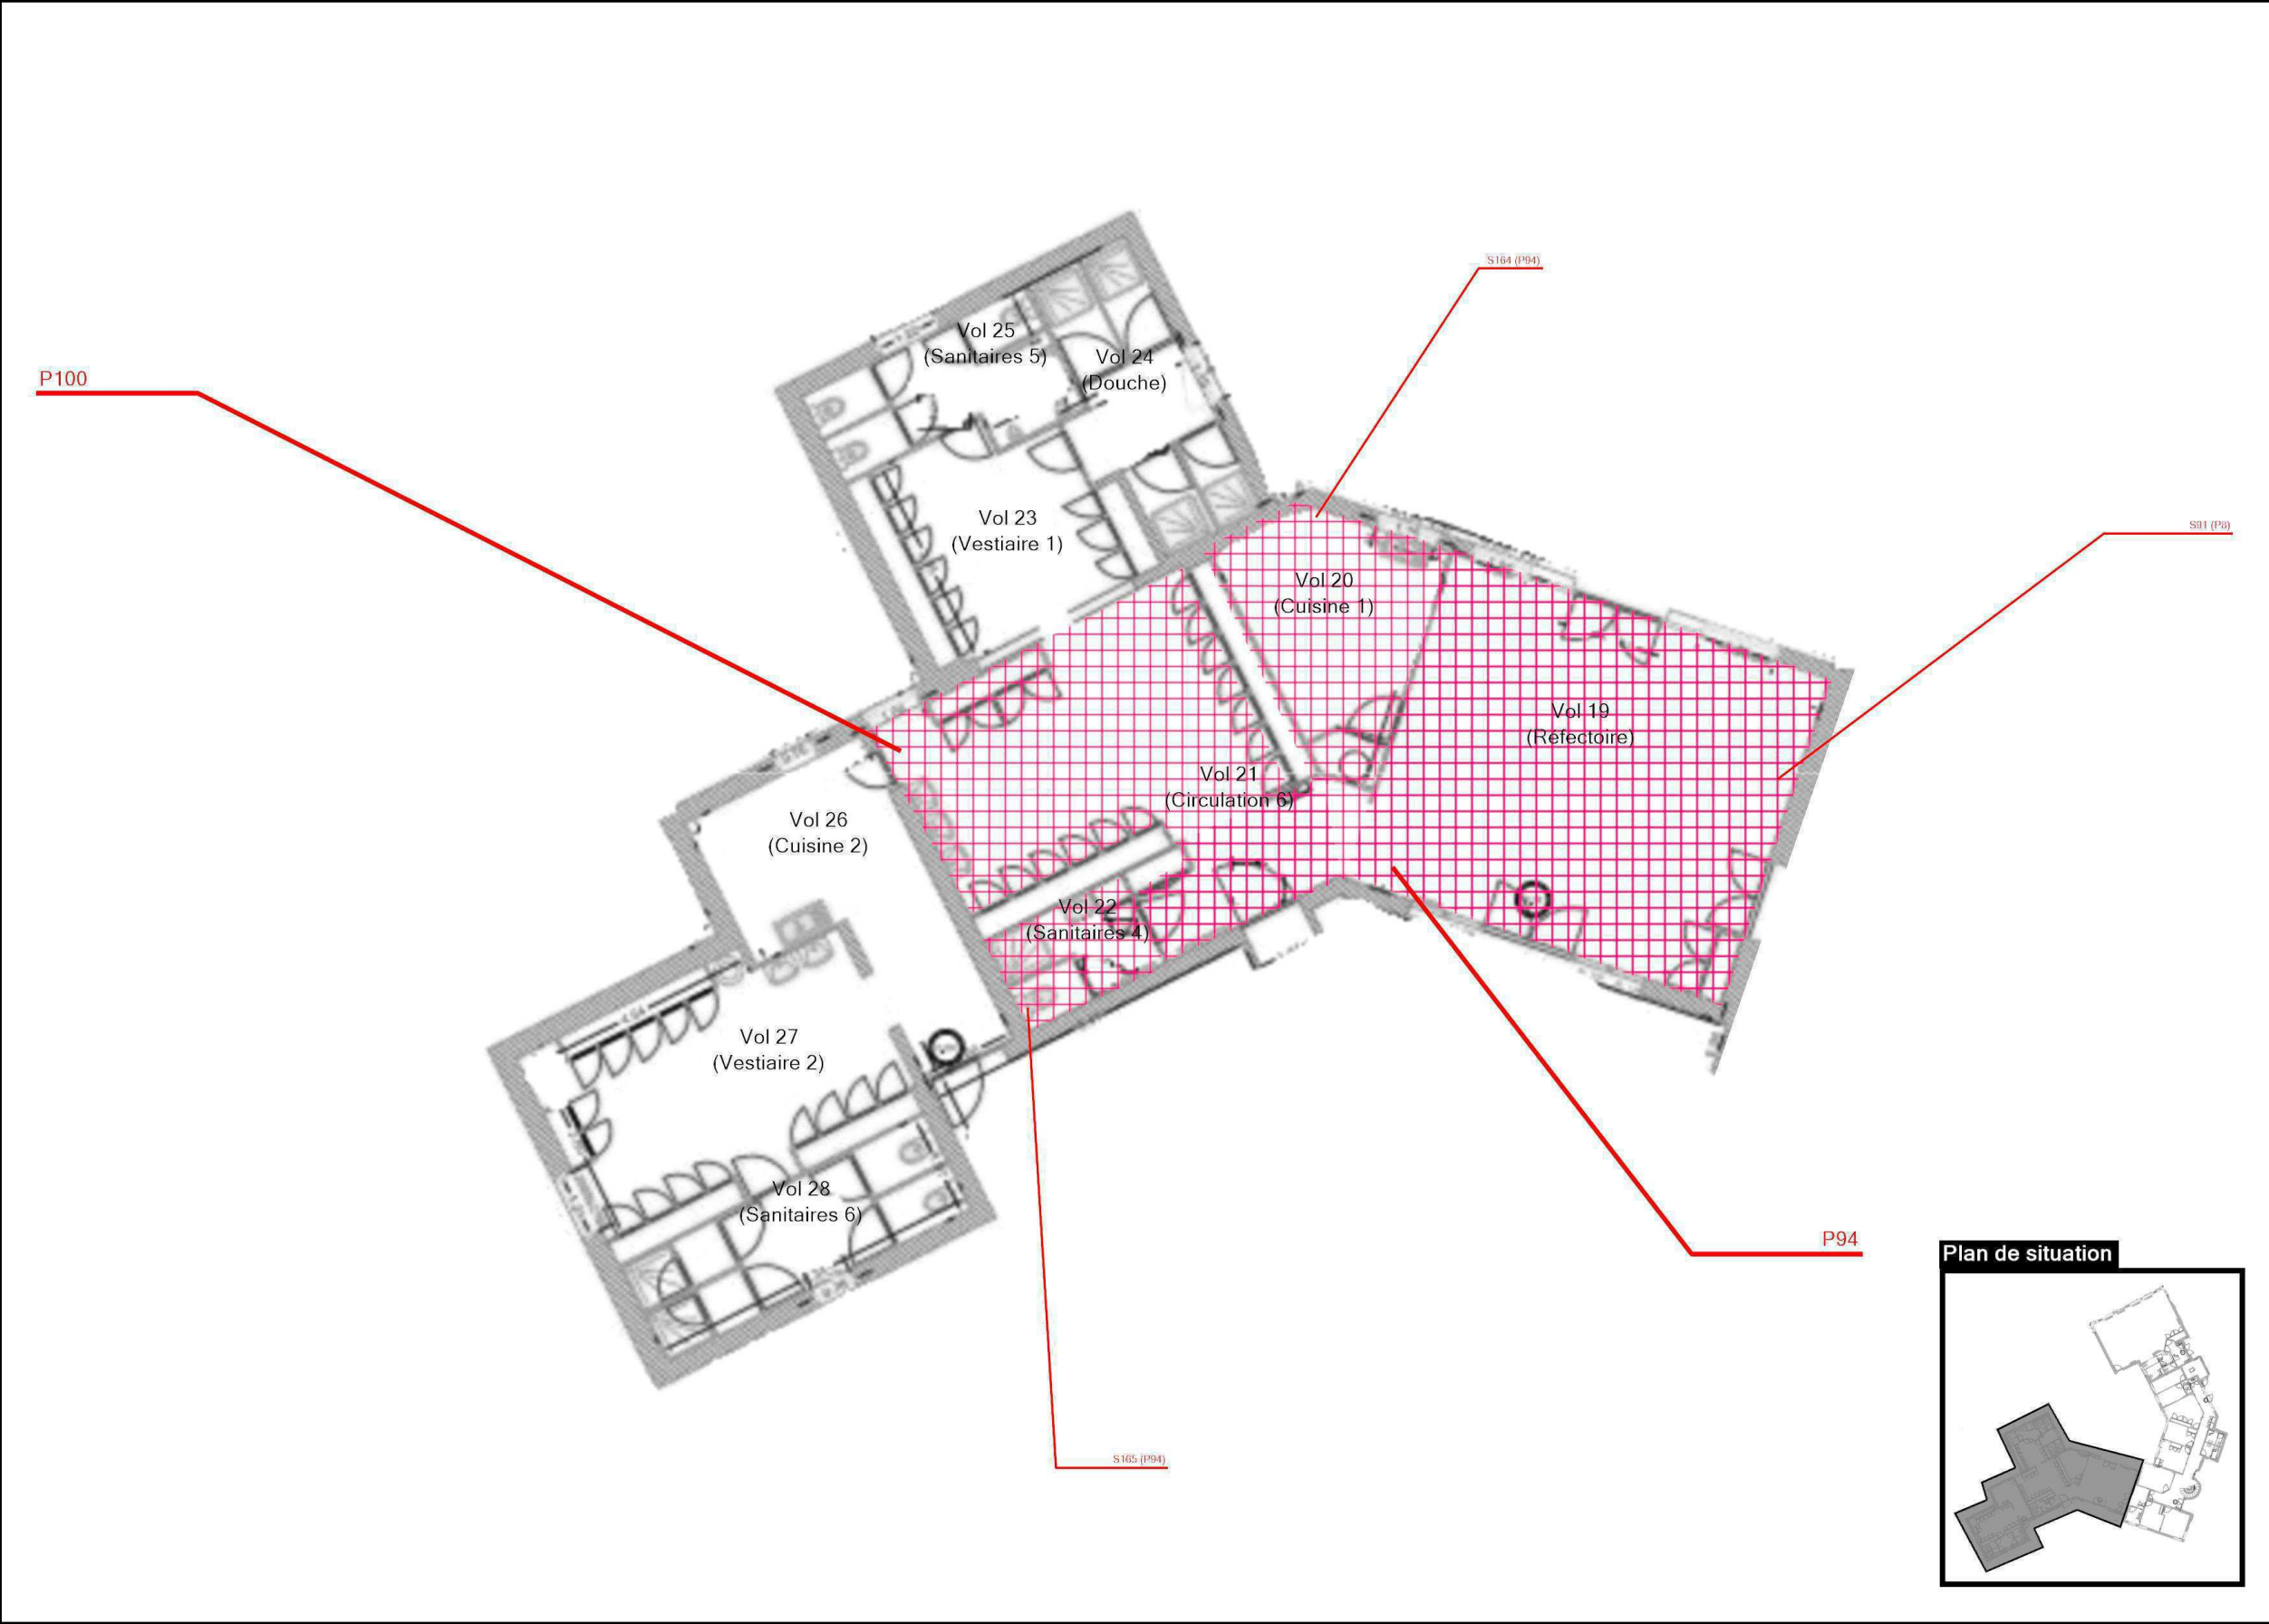 S164 (P94)
Vol 25
(Sanitaires 5)
Vol 24
(Douche)
P100
Vol 23
(Vestiaire 1)
S91 (P8)
Vol 20
(Cuisine 1)
Vol 19
(Réfectoire)
Vol 21
(Circulation 6)
Vol 26
(Cuisine 2)
Vol 22
(Sanitaires 4)
Vol 27
(Vestiaire 2)
Vol 28
(Sanitaires 6)
P94
Plan de situation
S165 (P94)